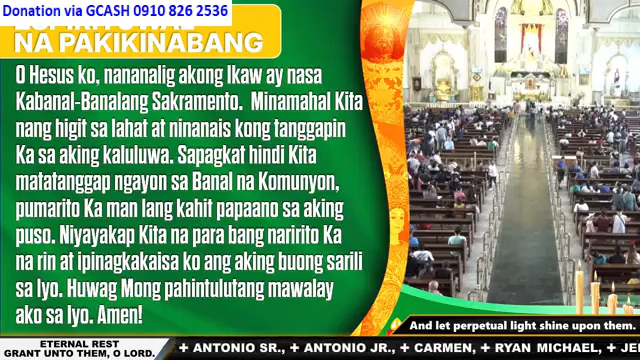 Donation via GCASH 0910 826 2536
NA PAKIKINABANG
O Hesus ko, nananalig akong Ikaw ay nasa
Kabanal-Banalang Sakramento.  Minamahal Kita
nang higit sa lahat at ninanais kong tanggapin
Ka sa aking kaluluwa. Sapagkat hindi Kita
matatanggap ngayon sa Banal na Komunyon,
pumarito Ka man lang kahit papaano sa aking
puso. Niyayakap Kita na para bang naririto Ka
na rin at ipinagkakaisa ko ang aking buong sarili
sa Iyo. Huwag Mong pahintulutang mawalay
ako sa Iyo. Amen!
And let perpetual light shine upon them.
ETERNAL REST
GRANT UNTO THEM, O LORD.
+ ANTONIO SR., + ANTONIO JR., + CARMEN, + RYAN MICHAEL, + JE